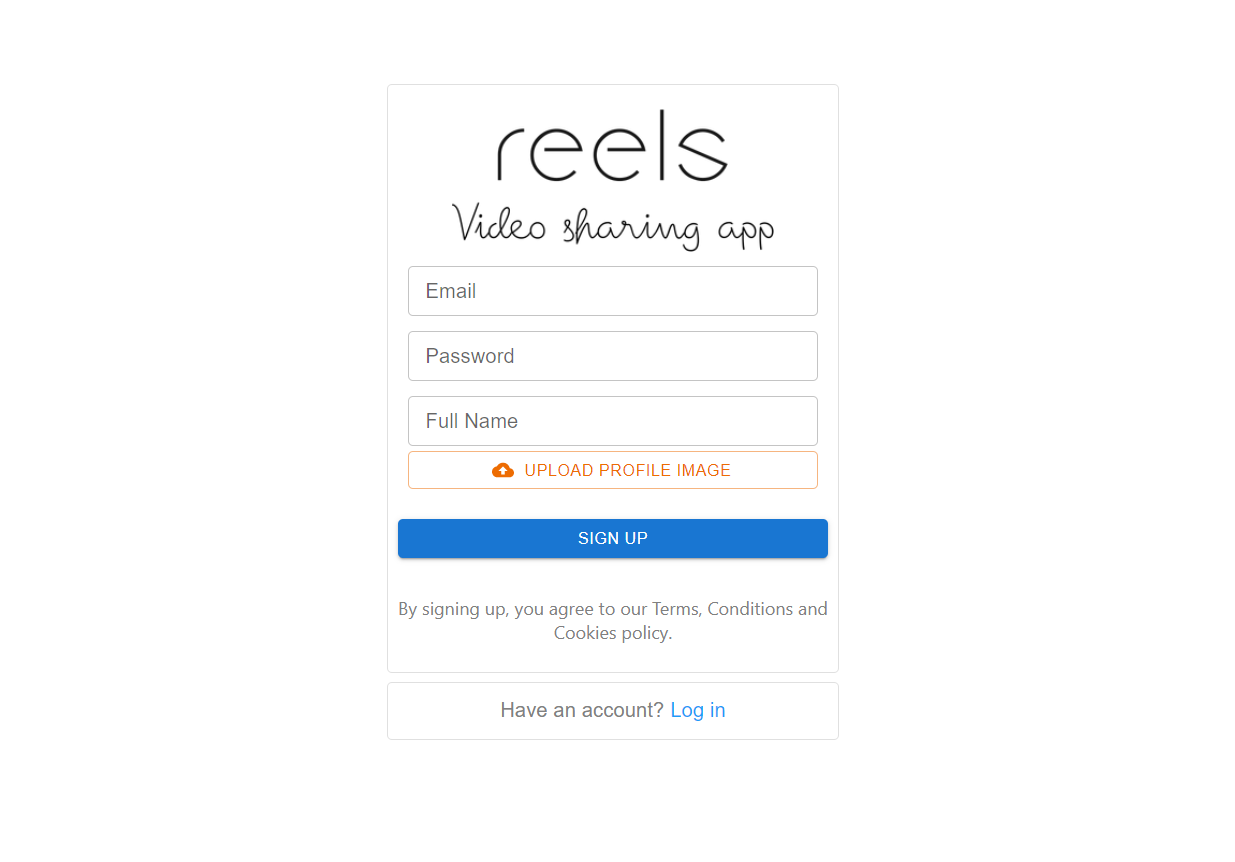 reels
Video sharing app
Email
Password
Full Name
UPLOAD PROFILE IMAGE
SIGN UP
By signing up, you agree to our Terms, Conditions and
Cookies policy.
Have an account? Log in